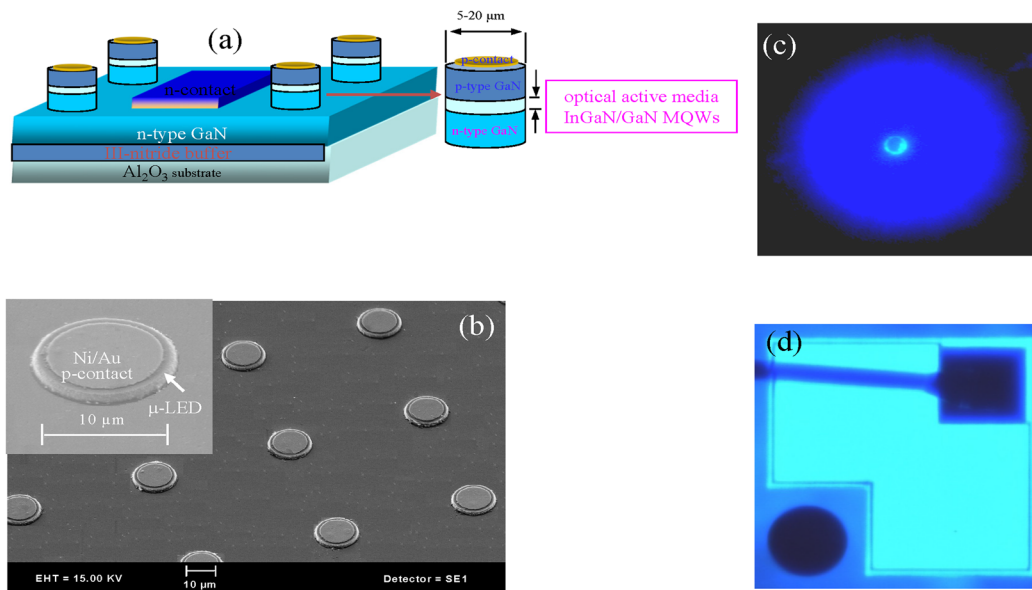 (a)
5-20 μm
p-contact
p-type GaN
n-type GaN
optical active media
InGaN/GaN MQWs
n-contact
n-type GaN
III-nitride buffer
Al₂O₃ substrate
(c)
(b)
Ni/Au
p-contact
μ-LED
10 μm
EHT = 15.00 KV
10 μm
Detector = SE1
(d)